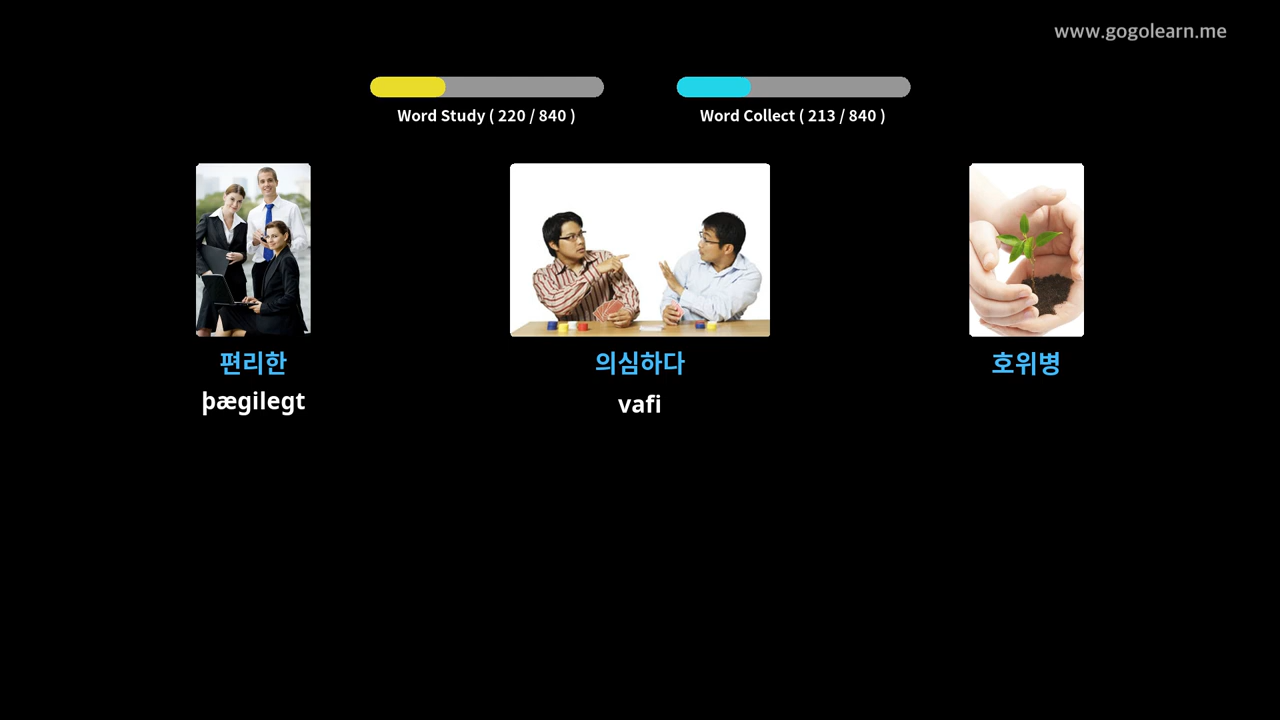 www.gogolearn.me
Word Study ( 220 / 840 )
Word Collect ( 213 / 840 )
편리한
의심하다
호위병
þægilegt
vafi